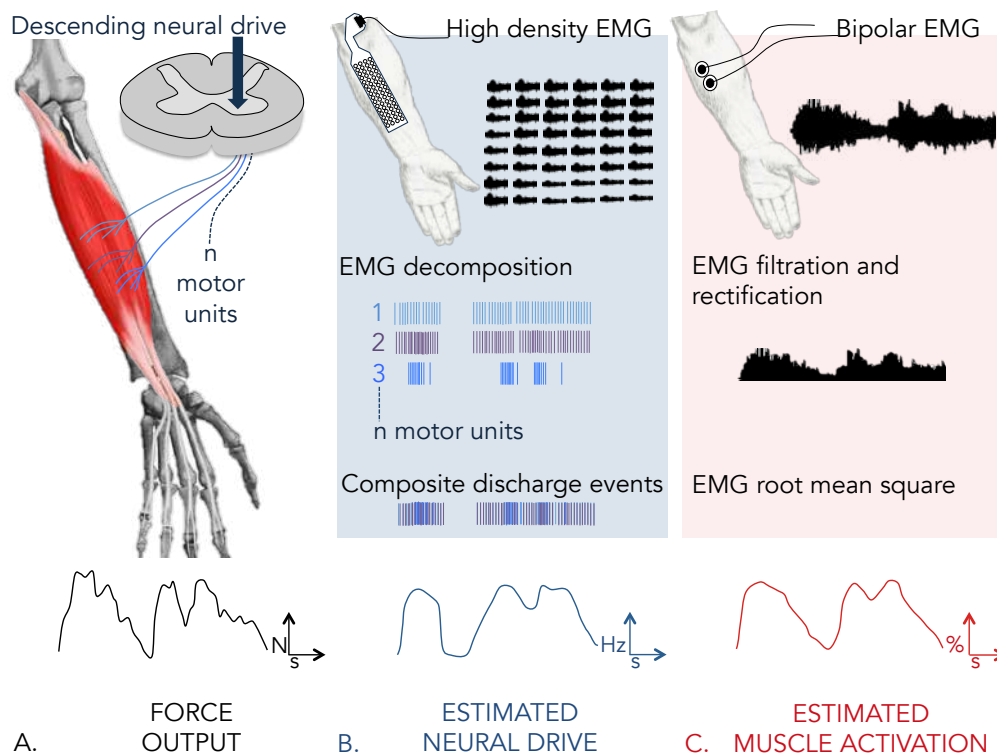 Descending neural drive
n
motor
units
N
s
A.
FORCE
OUTPUT
High density EMG
EMG decomposition
1
2
3
n motor units
Composite discharge events
Hz
s
B.
ESTIMATED
NEURAL DRIVE
Bipolar EMG
EMG filtration and
rectification
EMG root mean square
%
s
C.
ESTIMATED
MUSCLE ACTIVATION